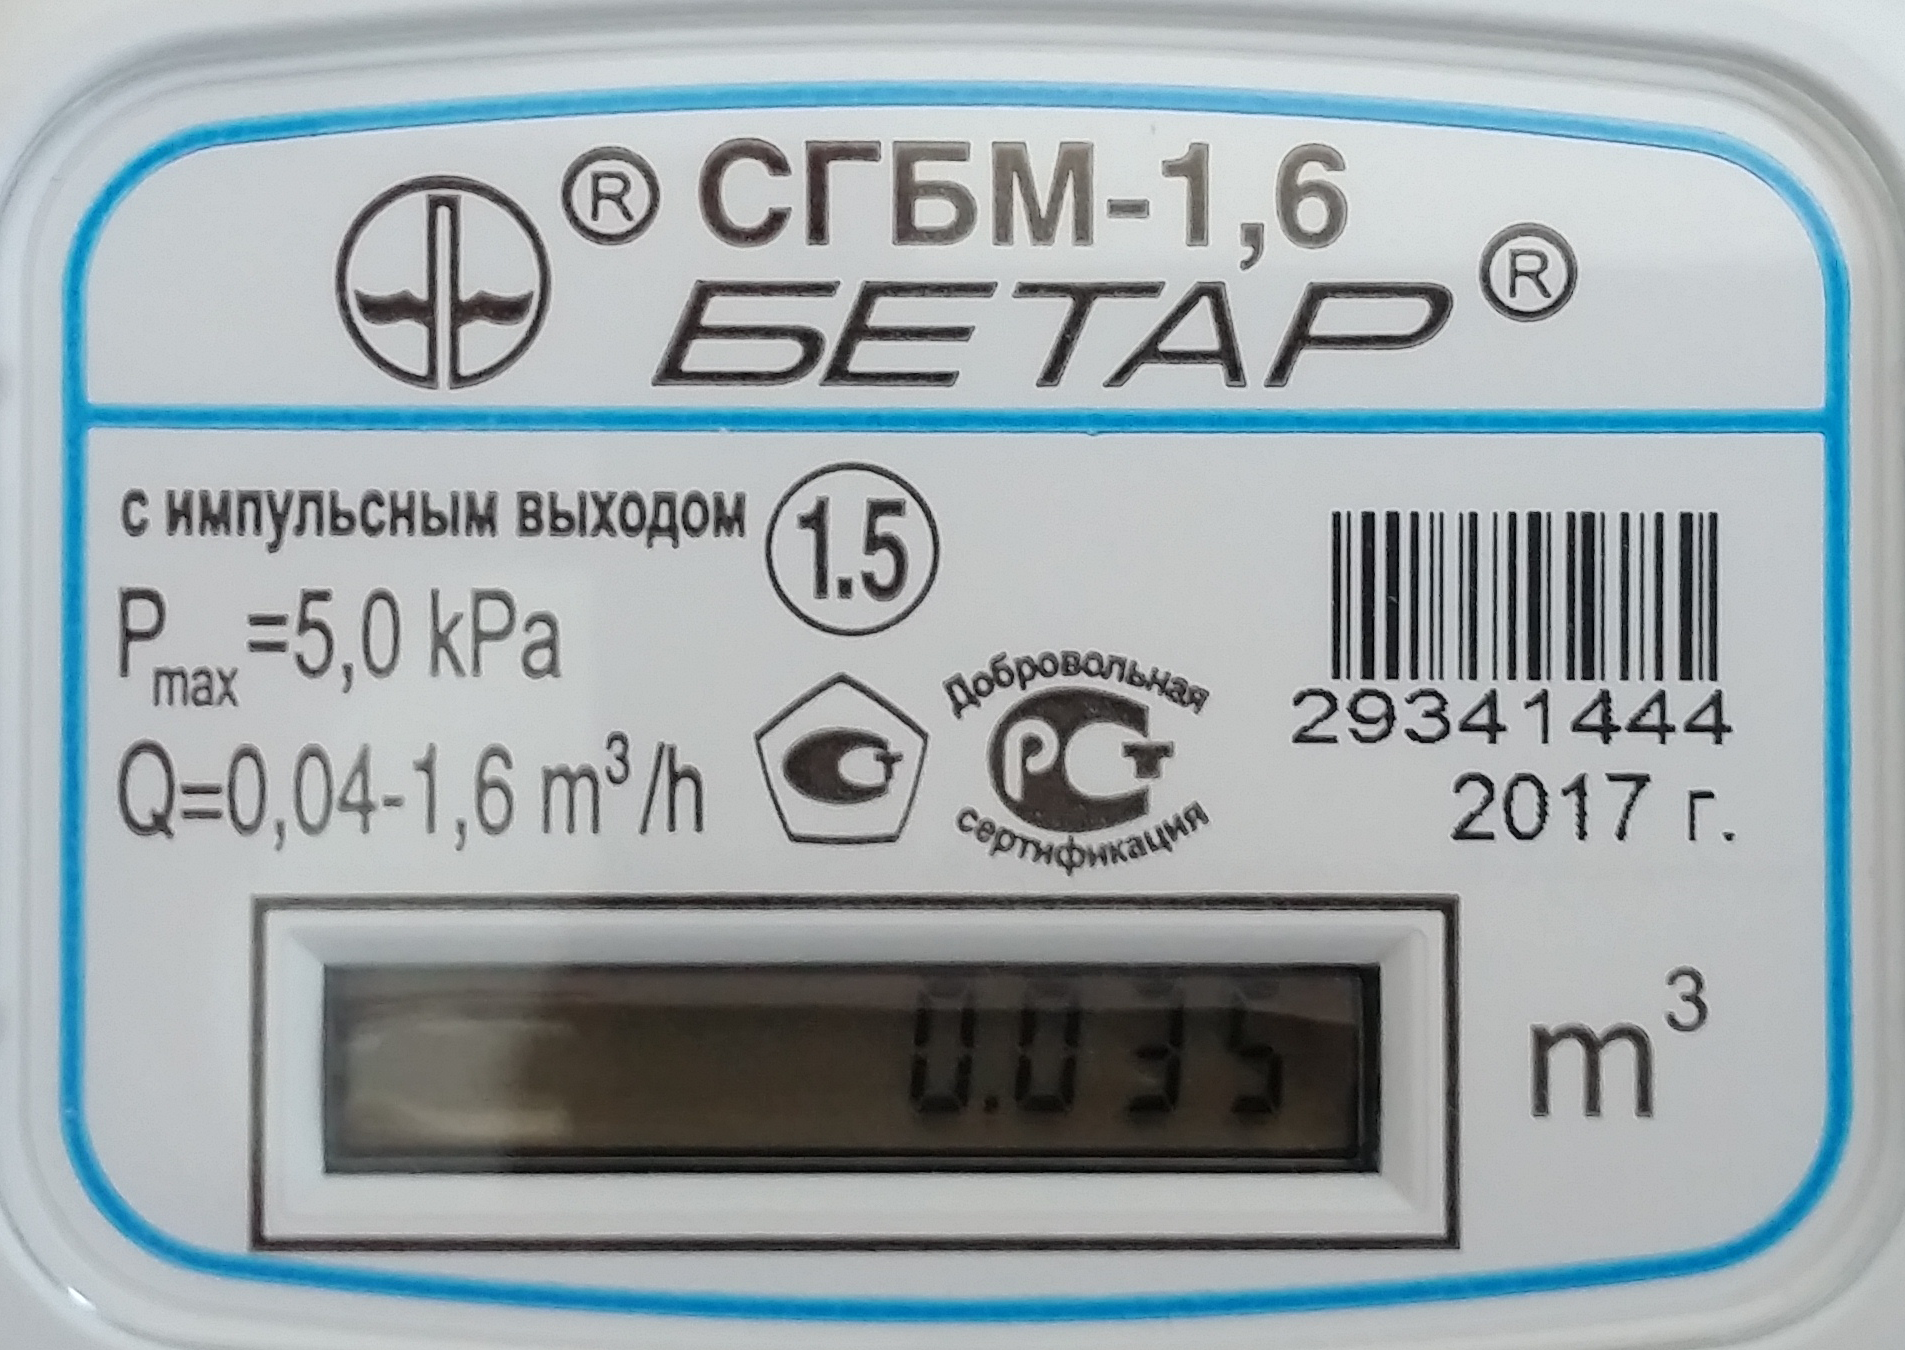 ® СГБМ-1,6
БЕТАР ®
с импульсным выходом
1.5
Pmax=5,0 kPa
Q=0,04-1,6 m³/h
Добровольная
РСТ
сертификация
29341444
2017 г.
0.035
m³